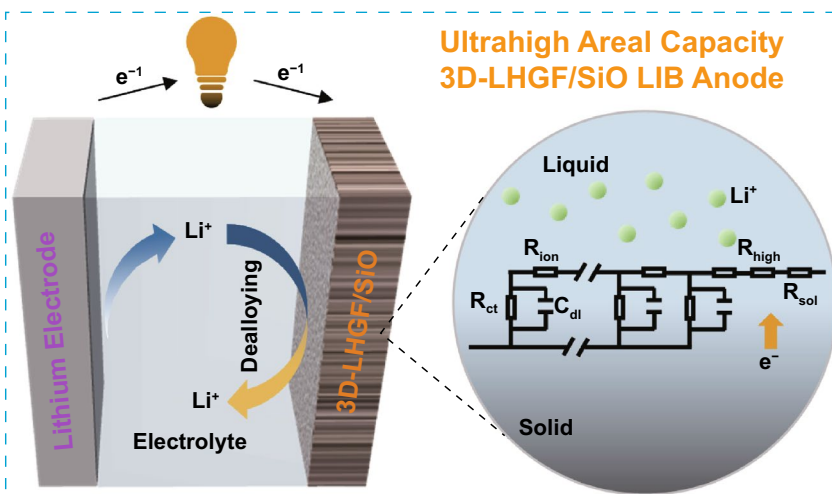 Ultrahigh Areal Capacity
3D-LHGF/SiO LIB Anode
e⁻¹
e⁻¹
Lithium Electrode
Li⁺
Dealloying
Li⁺
Electrolyte
3D-LHGF/SiO
Liquid
Li⁺
R_ion
R_high
R_ct
C_dl
R_sol
e⁻
Solid